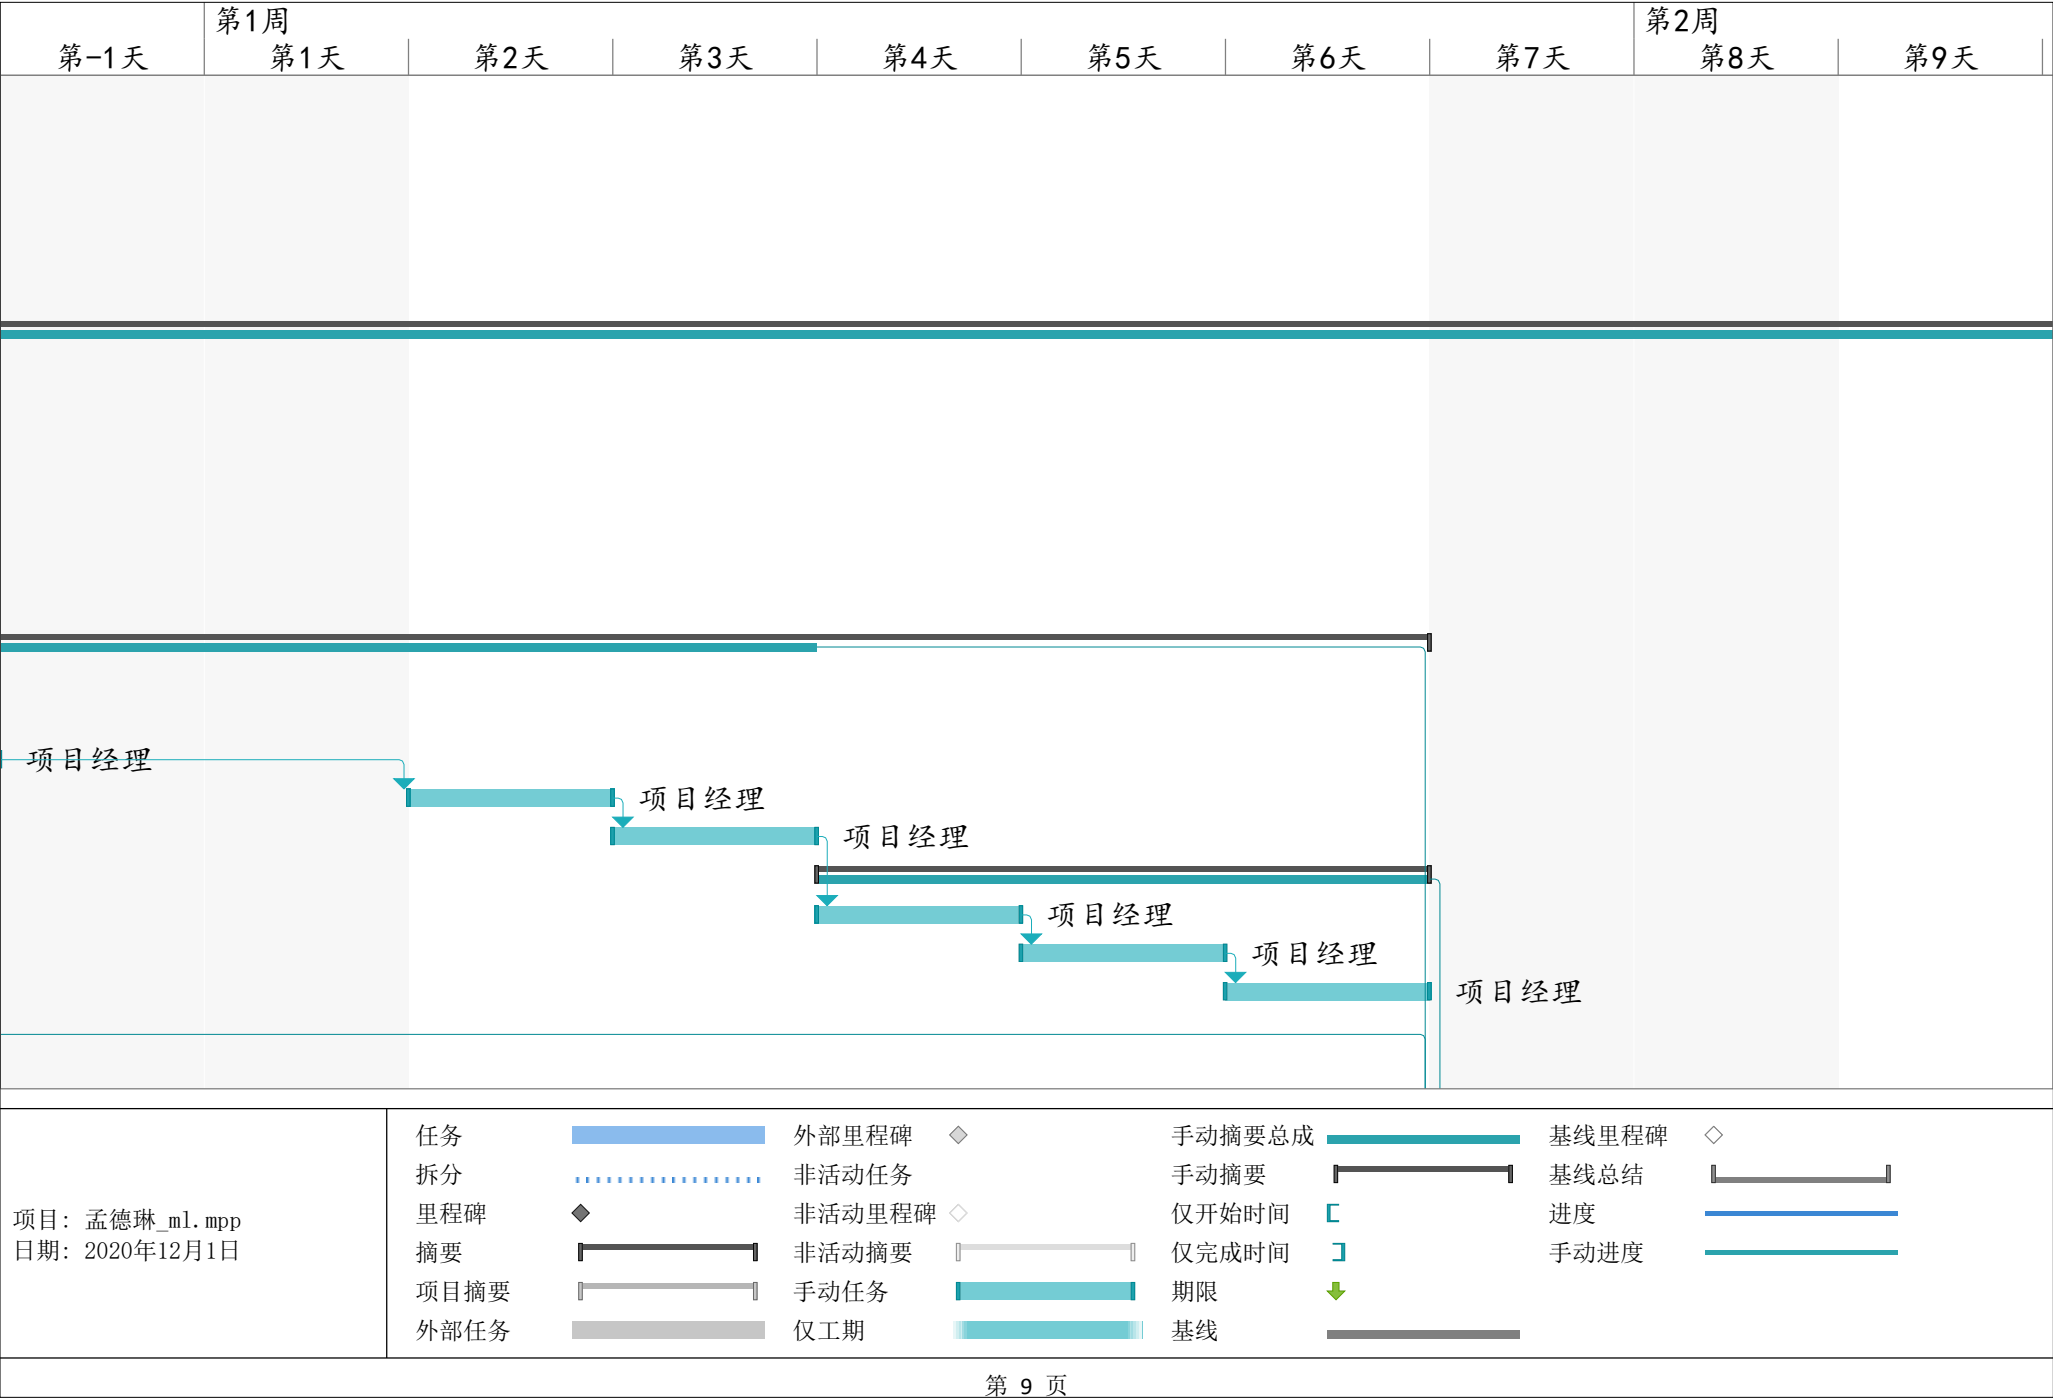 第1周
第2周
第-1天
第1天
第2天
第3天
第4天
第5天
第6天
第7天
第8天
第9天
项目经理
项目经理
项目经理
项目经理
项目经理
项目经理
项目: 孟德琳_ml.mpp
日期: 2020年12月1日
任务
拆分
里程碑
摘要
项目摘要
外部任务
外部里程碑
非活动任务
非活动里程碑
非活动摘要
手动任务
仅工期
手动摘要总成
手动摘要
仅开始时间
仅完成时间
期限
基线
基线里程碑
基线总结
进度
手动进度
第 9 页